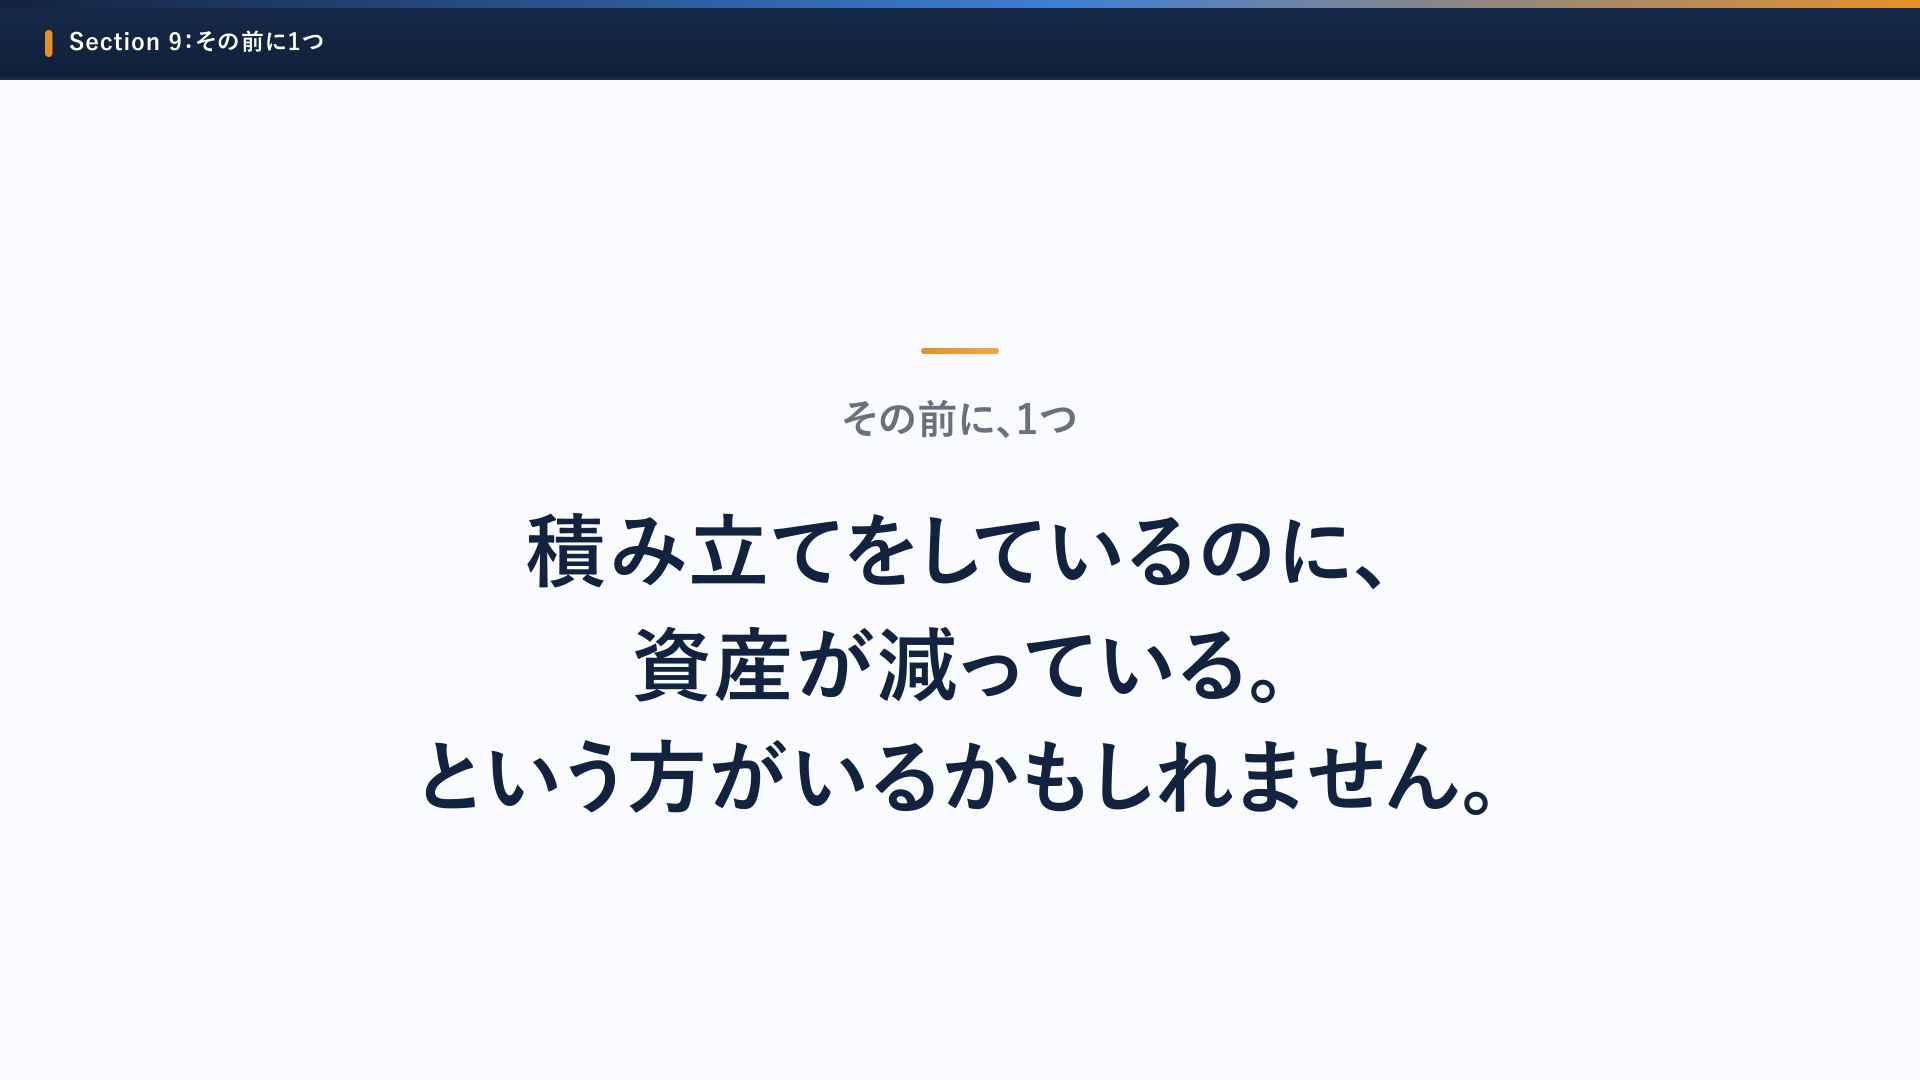 Section 9：その前に1つ
その前に、1つ
積み立てをしているのに、
資産が減っている。
という方がいるかもしれません。